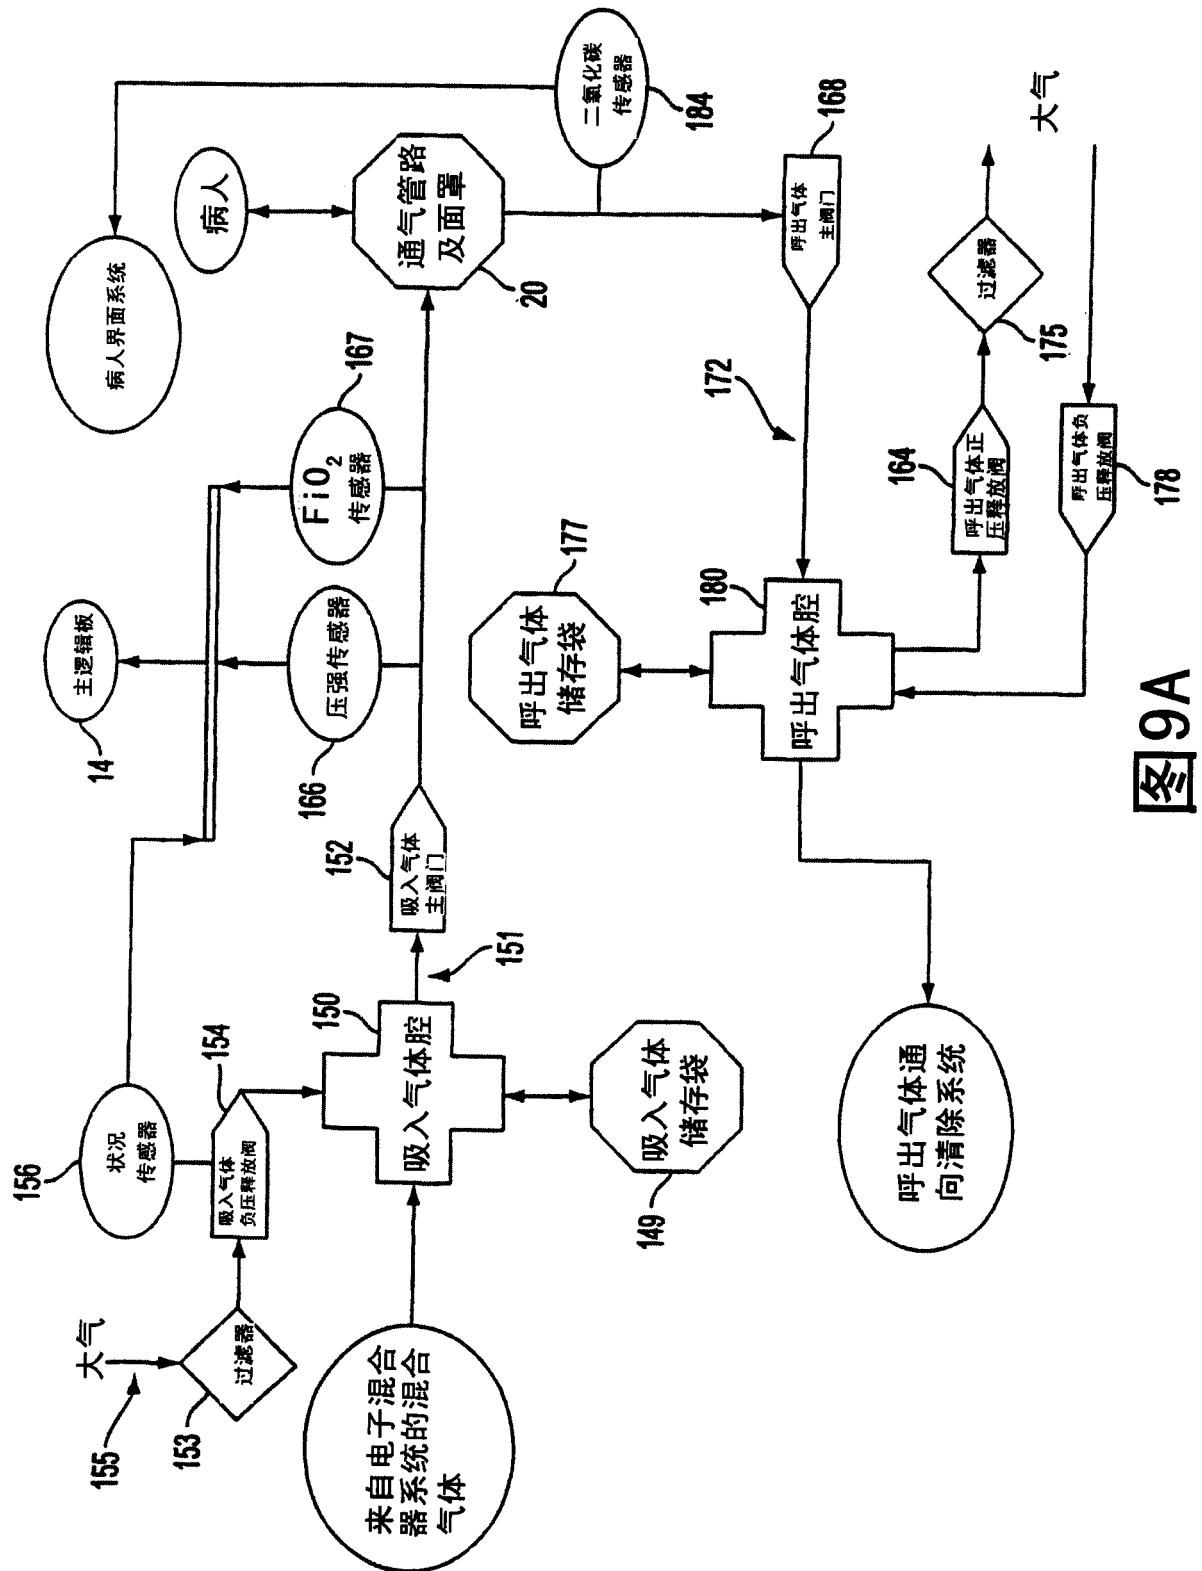 大气
155
过滤器
153
156
状况
传感器
154
吸入气体
负压释放阀
来自电子混合
器系统的混合
气体
150
吸入气体腔
151
吸入气体
储存袋
149
152
吸入气体
主阀门
14
主逻辑板
压强传感器
166
FiO2
传感器
167
病人界面系统
病人
通气管路
及面罩
20
二氧化碳
传感器
184
168
呼出气体
主阀门
172
177
呼出气体
储存袋
180
呼出气体腔
呼出气体通
向清除系统
164
呼出气体正
压释放阀
过滤器
175
大气
呼出气体负
压释放阀
178
图9A